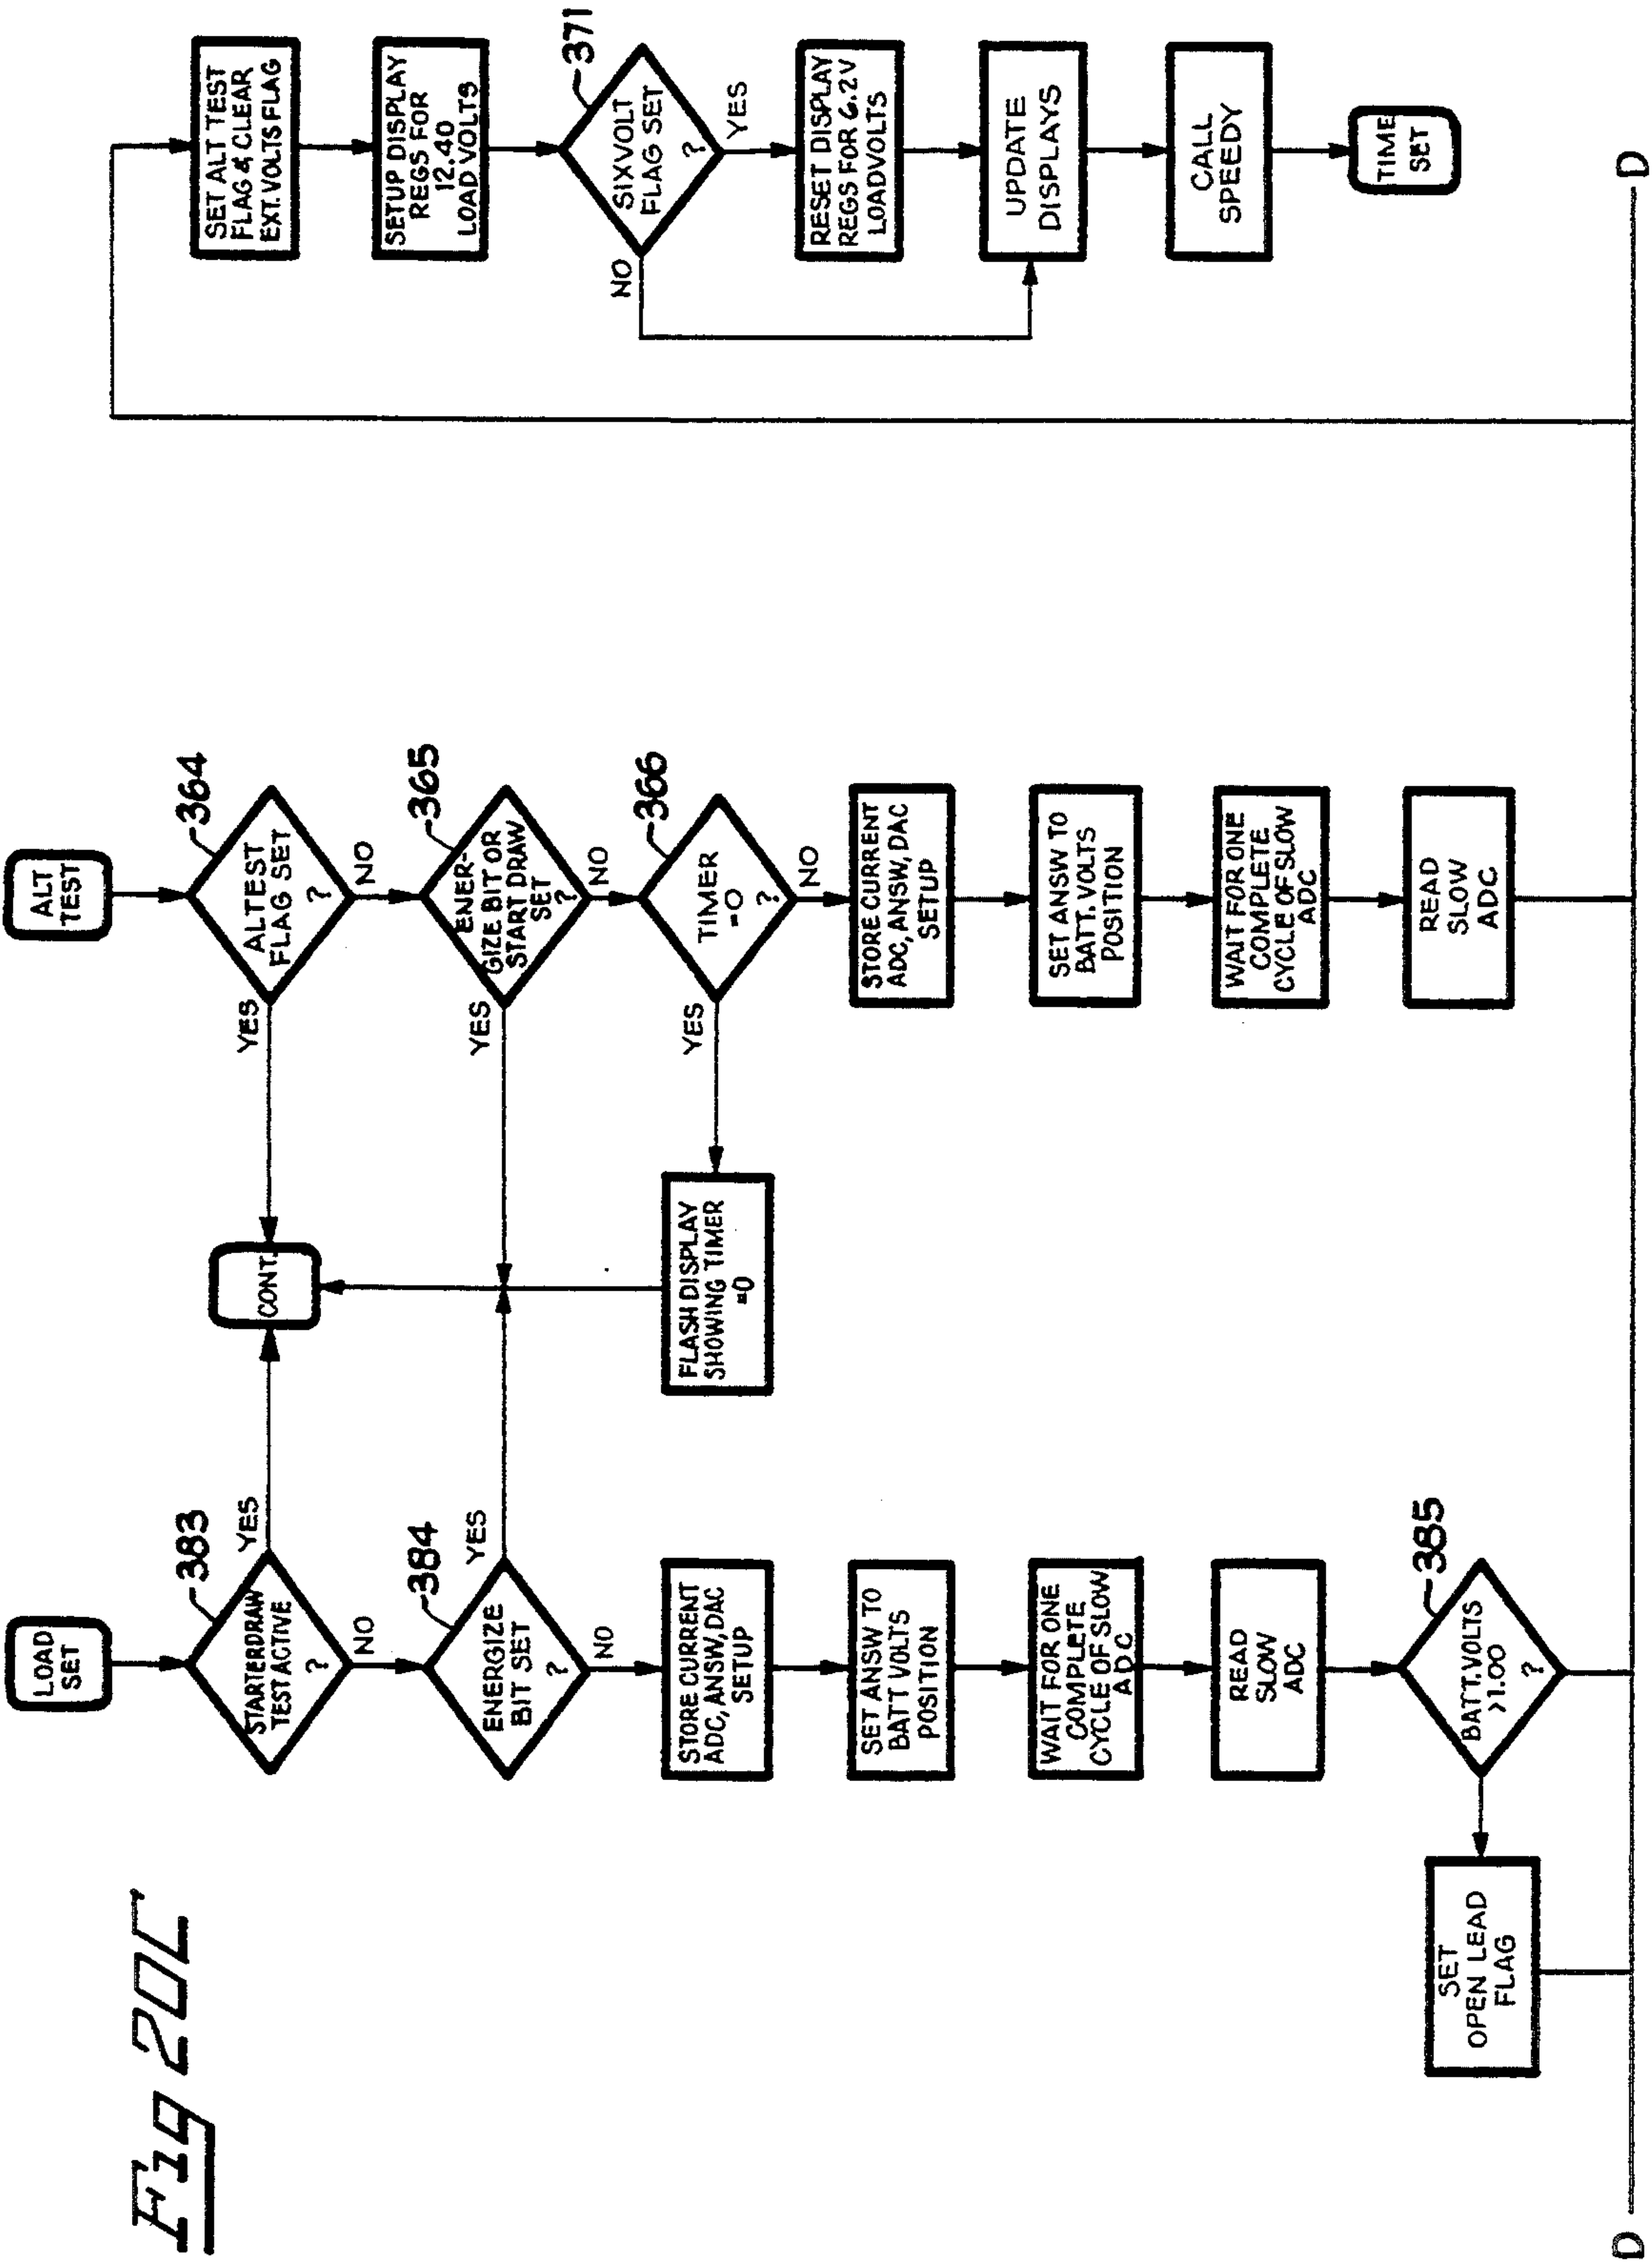 Fig 20C
LOAD
SET
383
STARTERDRAW
TEST ACTIVE
?
YES
NO
384
ENERGIZE
BIT SET
?
YES
NO
STORE CURRENT
ADC, ANSW, DAC
SETUP
SET ANSW TO
BATT VOLTS
POSITION
WAIT FOR ONE
COMPLETE
CYCLE OF SLOW
ADC
READ
SLOW
ADC
385
BATT. VOLTS
>1.00
?
SET
OPEN LEAD
FLAG
CONT.
FLASH DISPLAY
SHOWING TIMER
=0
ALT
TEST
364
ALTEST
FLAG SET
?
YES
NO
365
ENER-
GIZE BIT OR
START DRAW
SET
?
YES
NO
366
TIMER
=0
?
YES
NO
STORE CURRENT
ADC, ANSW, DAC
SETUP
SET ANSW TO
BATT. VOLTS
POSITION
WAIT FOR ONE
COMPLETE
CYCLE OF SLOW
ADC
READ
SLOW
ADC
SET ALT TEST
FLAG & CLEAR
EXT. VOLTS FLAG
SETUP DISPLAY
REGS FOR
12.40
LOAD VOLTS
371
SIXVOLT
FLAG SET
?
NO
YES
RESET DISPLAY
REGS FOR 6.2V
LOADVOLTS
UPDATE
DISPLAYS
CALL
SPEEDY
TIME
SET
D
D